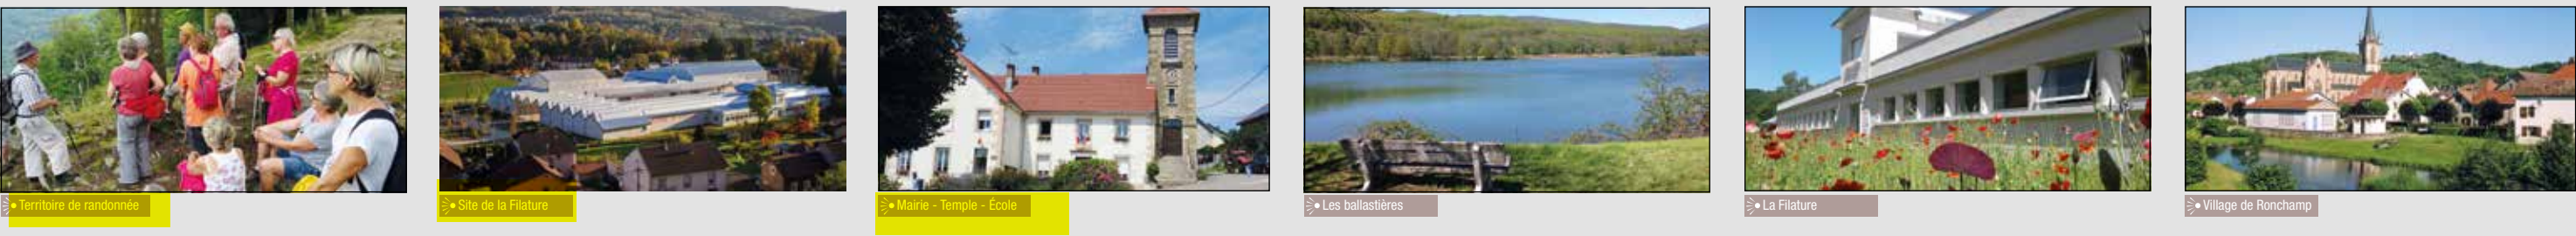 • Territoire de randonnée
• Site de la Filature
• Mairie - Temple - École
• Les ballastières
• La Filature
• Village de Ronchamp